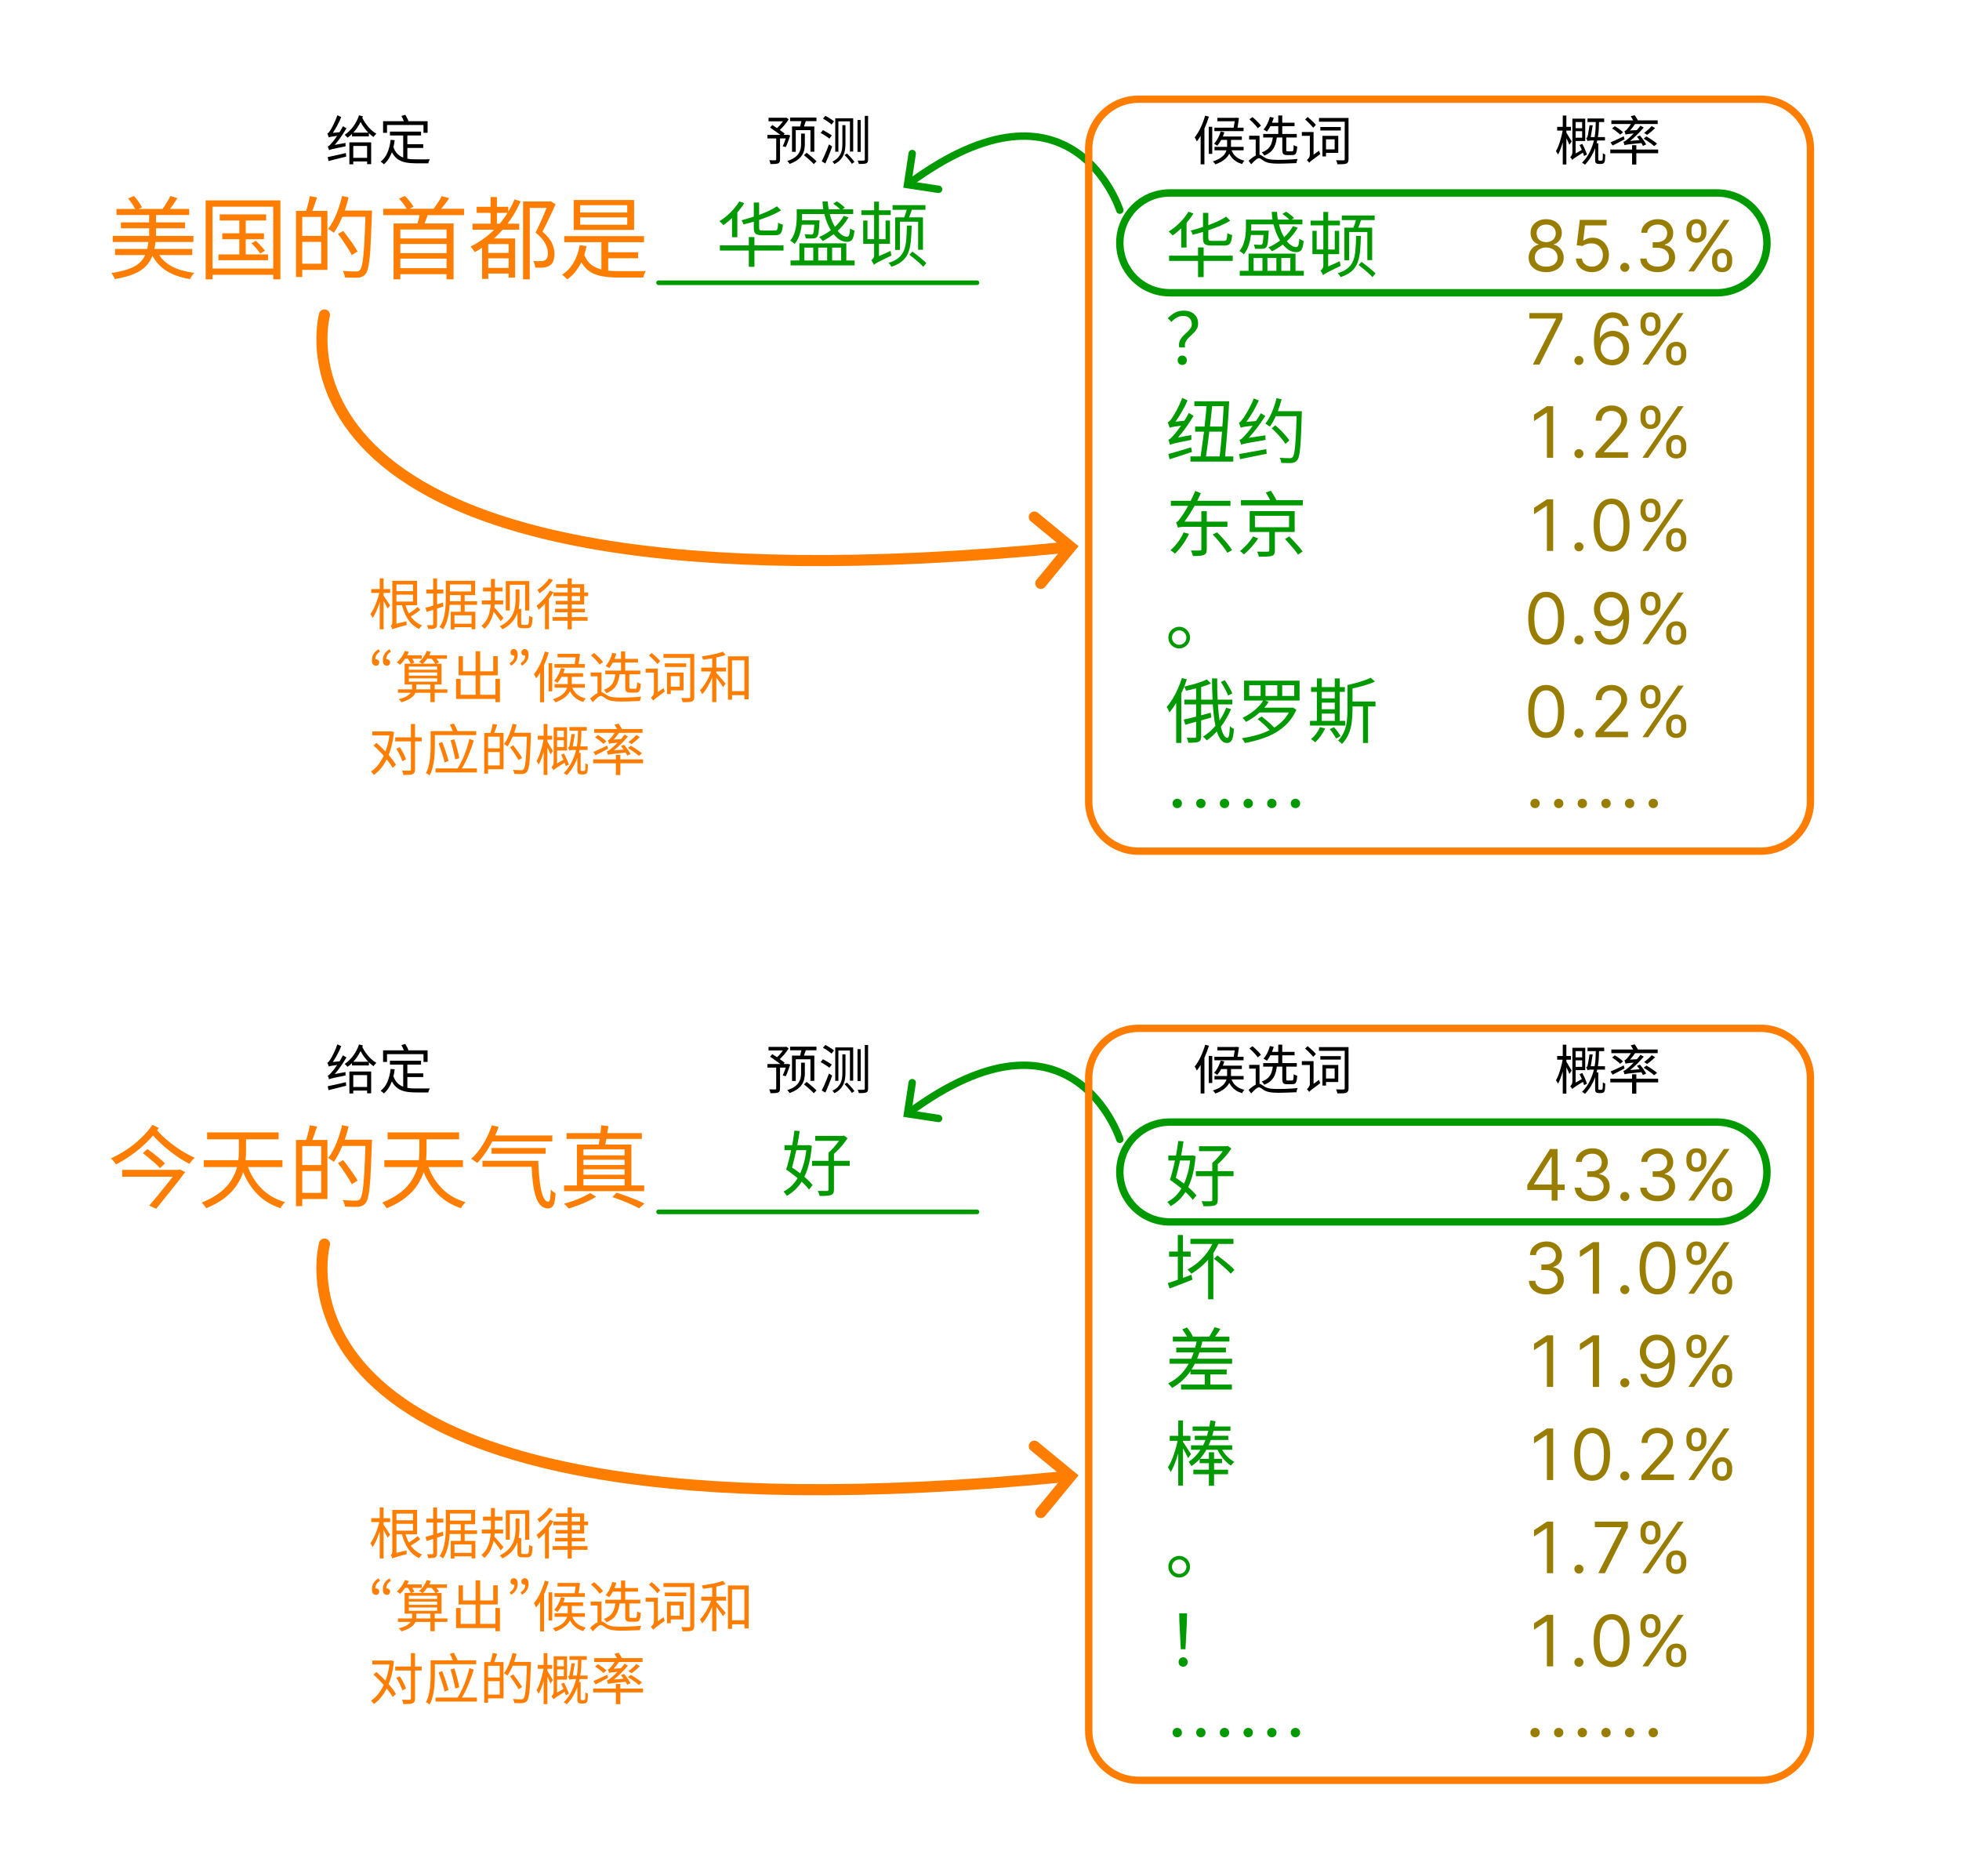 给定 预测 候选词 概率
美国的首都是 华盛顿 华盛顿 85.3%
？ 7.6%
纽约 1.2%
东京 1.0%
。 0.9%
俄罗斯 0.2%
…… ……
根据规律
“算出”候选词和
对应的概率
给定 预测 候选词 概率
今天的天气真 好 好 43.3%
坏 31.0%
差 11.9%
棒 10.2%
。 1.7%
！ 1.0%
…… ……
根据规律
“算出”候选词和
对应的概率